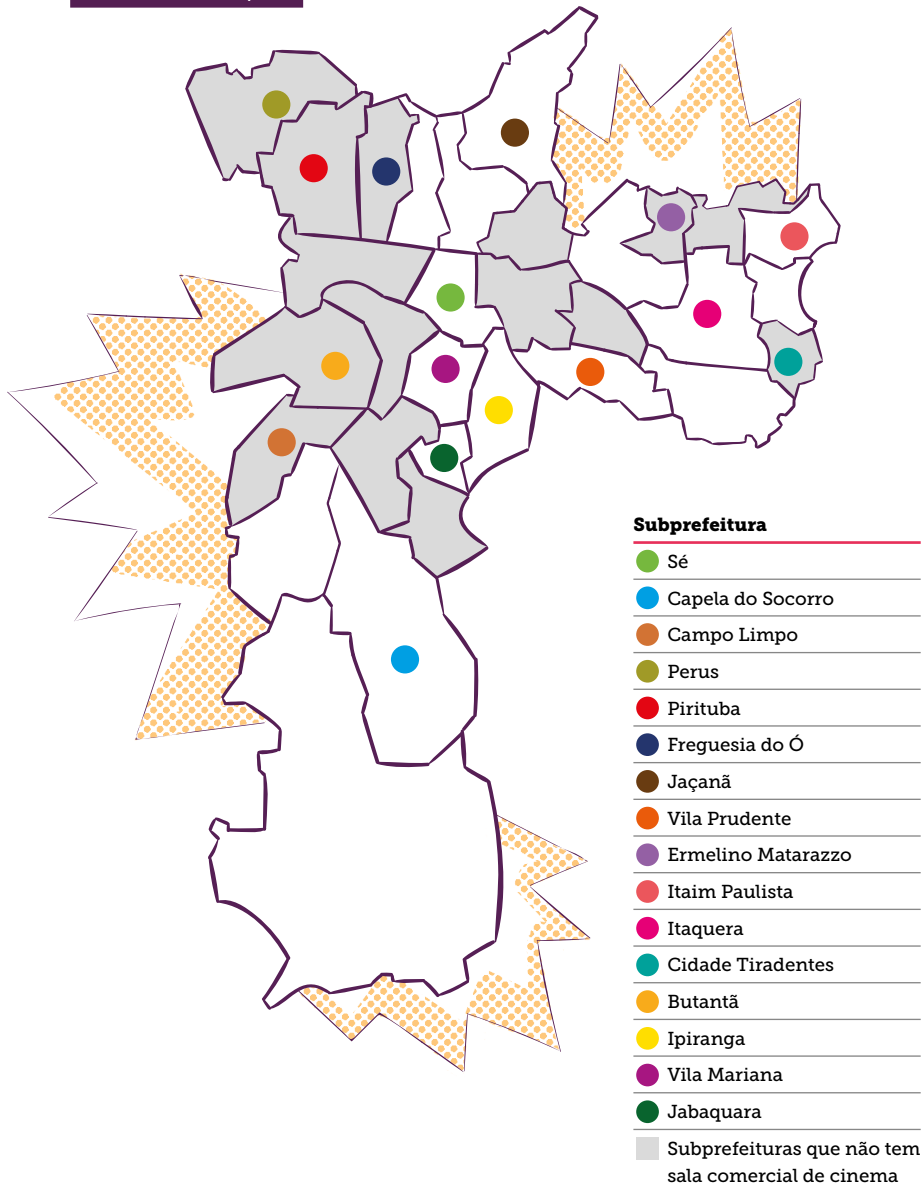 Subprefeitura
Sé
Capela do Socorro
Campo Limpo
Perus
Pirituba
Freguesia do Ó
Jaçanã
Vila Prudente
Ermelino Matarazzo
Itaim Paulista
Itaquera
Cidade Tiradentes
Butantã
Ipiranga
Vila Mariana
Jabaquara
Subprefeituras que não tem
sala comercial de cinema